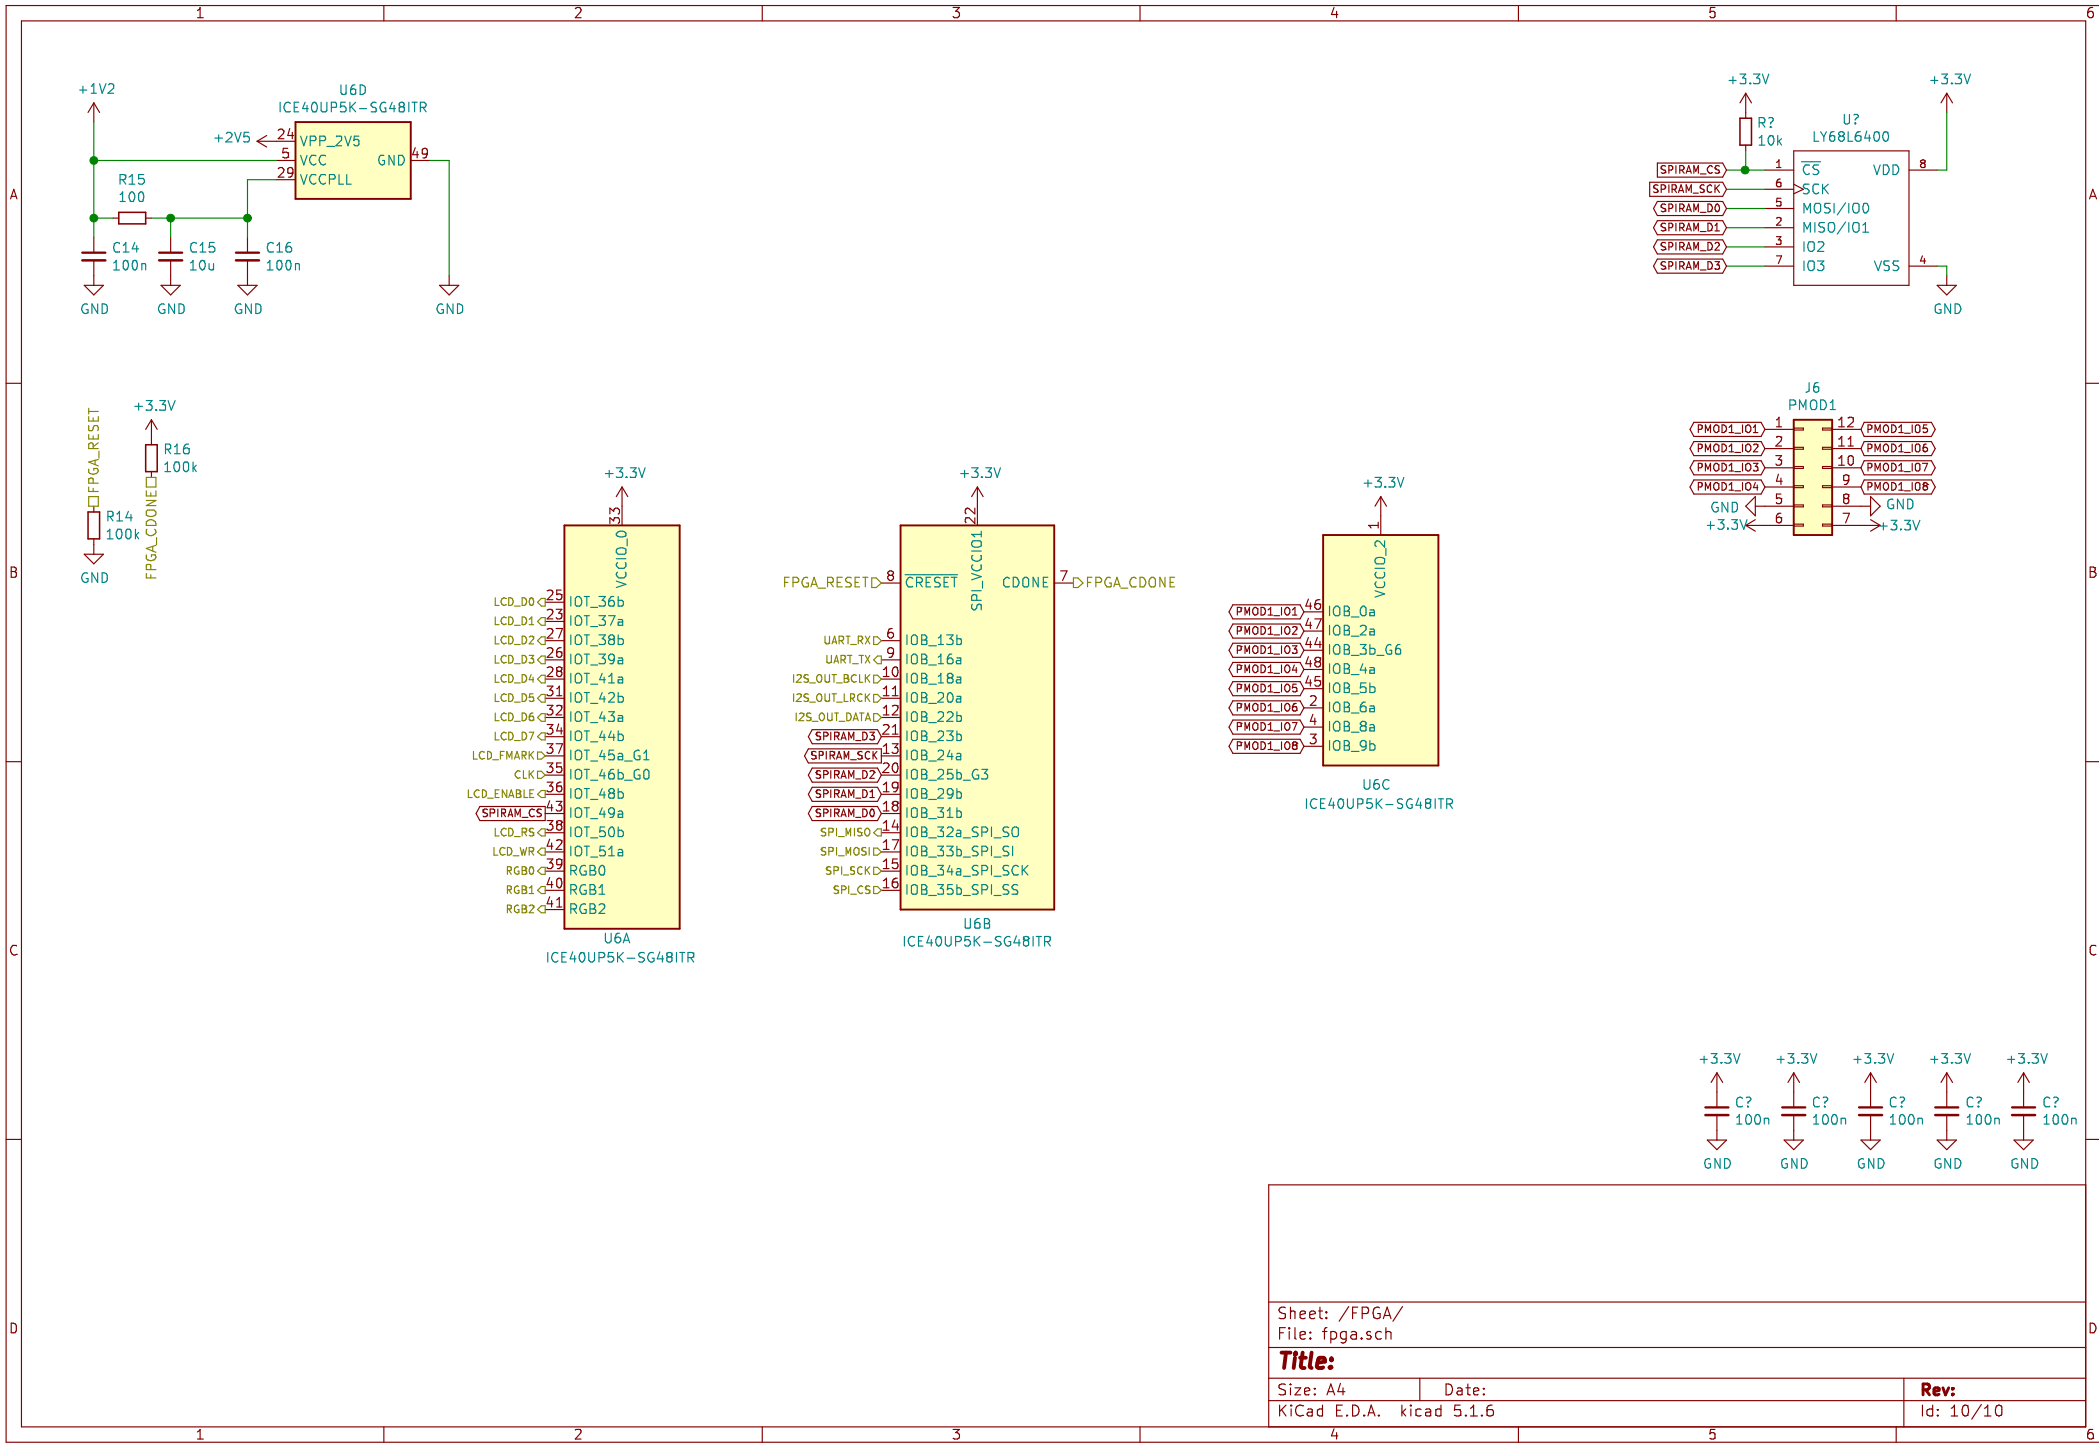 1 2 3 4 5 6
A
B
C
D
A
B
C
D
+1V2
U6D
ICE40UP5K-SG48ITR
+2V5
24 VPP_2V5
5 VCC
29 VCCPLL
GND 49
R15
100
C14
100n
C15
10u
C16
100n
GND
GND
GND
GND
+3.3V
+3.3V
R?
10k
U?
LY68L6400
SPIRAM_CS 1 CS
SPIRAM_SCK 6 SCK
SPIRAM_D0 5 MOSI/IO0
SPIRAM_D1 2 MISO/IO1
SPIRAM_D2 3 IO2
SPIRAM_D3 7 IO3
VDD 8
VSS 4
GND
FPGA_RESET
R14
100k
GND
+3.3V
R16
100k
FPGA_CDONE
J6
PMOD1
PMOD1_IO1 1 12 PMOD1_IO5
PMOD1_IO2 2 11 PMOD1_IO6
PMOD1_IO3 3 10 PMOD1_IO7
PMOD1_IO4 4 9 PMOD1_IO8
GND 5 8 GND
+3.3V 6 7 +3.3V
+3.3V
33
VCCIO_0
LCD_D0 25 IOT_36b
LCD_D1 23 IOT_37a
LCD_D2 27 IOT_38b
LCD_D3 26 IOT_39a
LCD_D4 28 IOT_41a
LCD_D5 31 IOT_42b
LCD_D6 32 IOT_43a
LCD_D7 34 IOT_44b
LCD_FMARK 37 IOT_45a_G1
CLK 35 IOT_46b_G0
LCD_ENABLE 36 IOT_48b
SPIRAM_CS 43 IOT_49a
LCD_RS 38 IOT_50b
LCD_WR 42 IOT_51a
RGB0 39 RGB0
RGB1 40 RGB1
RGB2 41 RGB2
U6A
ICE40UP5K-SG48ITR
+3.3V
22
SPI_VCCIO1
FPGA_RESET 8 CRESET
CDONE 7 FPGA_CDONE
UART_RX 6 IOB_13b
UART_TX 9 IOB_16a
I2S_OUT_BCLK 10 IOB_18a
I2S_OUT_LRCK 11 IOB_20a
I2S_OUT_DATA 12 IOB_22b
SPIRAM_D3 21 IOB_23b
SPIRAM_SCK 13 IOB_24a
SPIRAM_D2 20 IOB_25b_G3
SPIRAM_D1 19 IOB_29b
SPIRAM_D0 18 IOB_31b
SPI_MISO 14 IOB_32a_SPI_SO
SPI_MOSI 17 IOB_33b_SPI_SI
SPI_SCK 15 IOB_34a_SPI_SCK
SPI_CS 16 IOB_35b_SPI_SS
U6B
ICE40UP5K-SG48ITR
+3.3V
1
VCCIO_2
PMOD1_IO1 46 IOB_0a
PMOD1_IO2 47 IOB_2a
PMOD1_IO3 44 IOB_3b_G6
PMOD1_IO4 48 IOB_4a
PMOD1_IO5 45 IOB_5b
PMOD1_IO6 2 IOB_6a
PMOD1_IO7 4 IOB_8a
PMOD1_IO8 3 IOB_9b
U6C
ICE40UP5K-SG48ITR
+3.3V +3.3V +3.3V +3.3V +3.3V
C? C? C? C? C?
100n 100n 100n 100n 100n
GND GND GND GND GND
Sheet: /FPGA/
File: fpga.sch
Title:
Size: A4 Date: Rev:
KiCad E.D.A. kicad 5.1.6 Id: 10/10
1 2 3 4 5 6